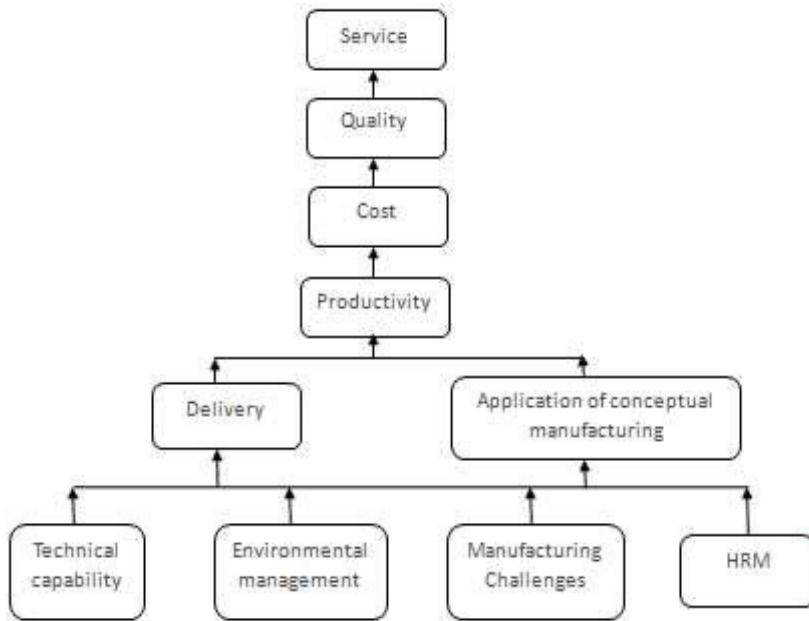 Service
Quality
Cost
Productivity
Delivery
Application of conceptual
manufacturing
Technical
capability
Environmental
management
Manufacturing
Challenges
HRM